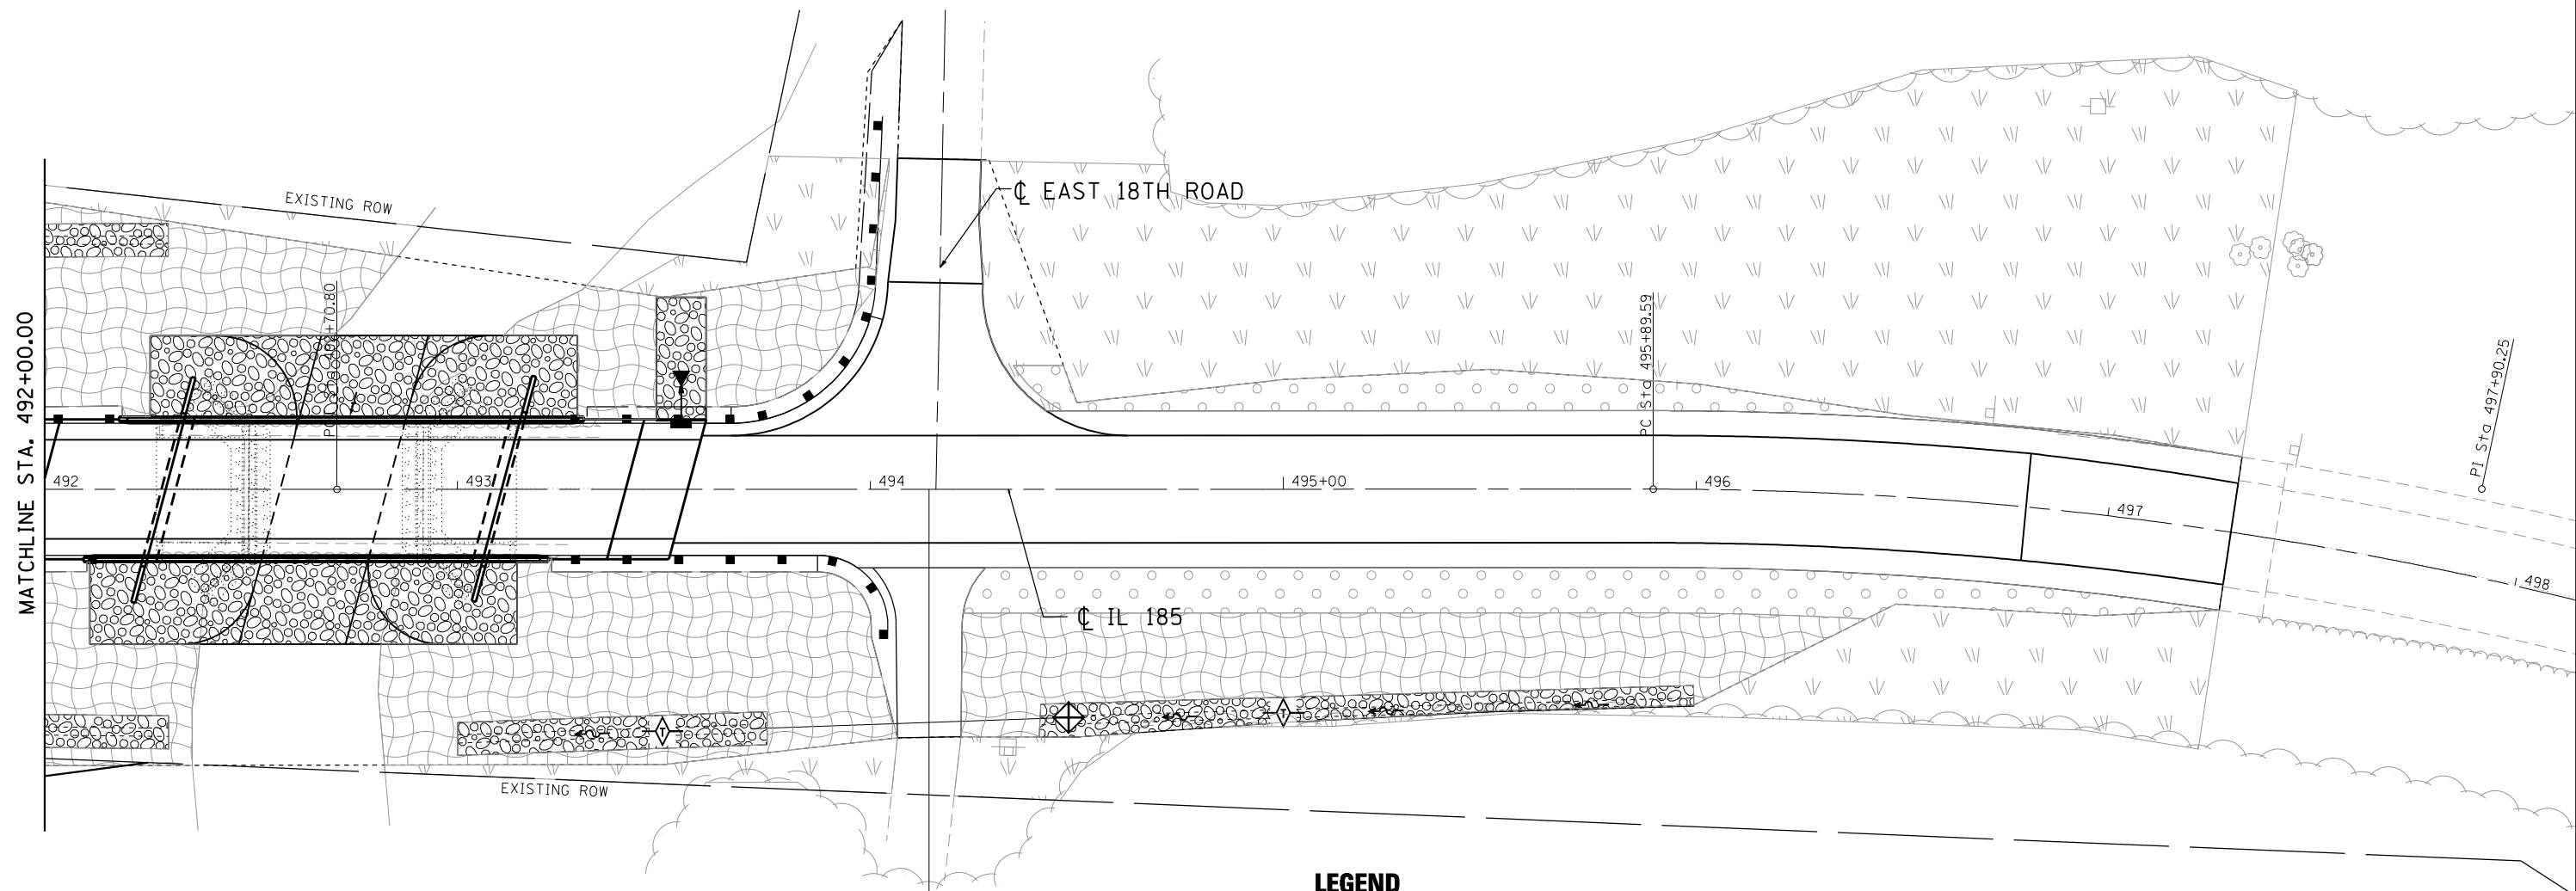 EXISTING ROW
℄ EAST 18TH ROAD
MATCHLINE STA. 492+00.00
PC Sta 495+89.59
PI Sta 497+90.25
492
493
494
495+00
496
497
498
℄ IL 185
EXISTING ROW
T
T
LEGEND